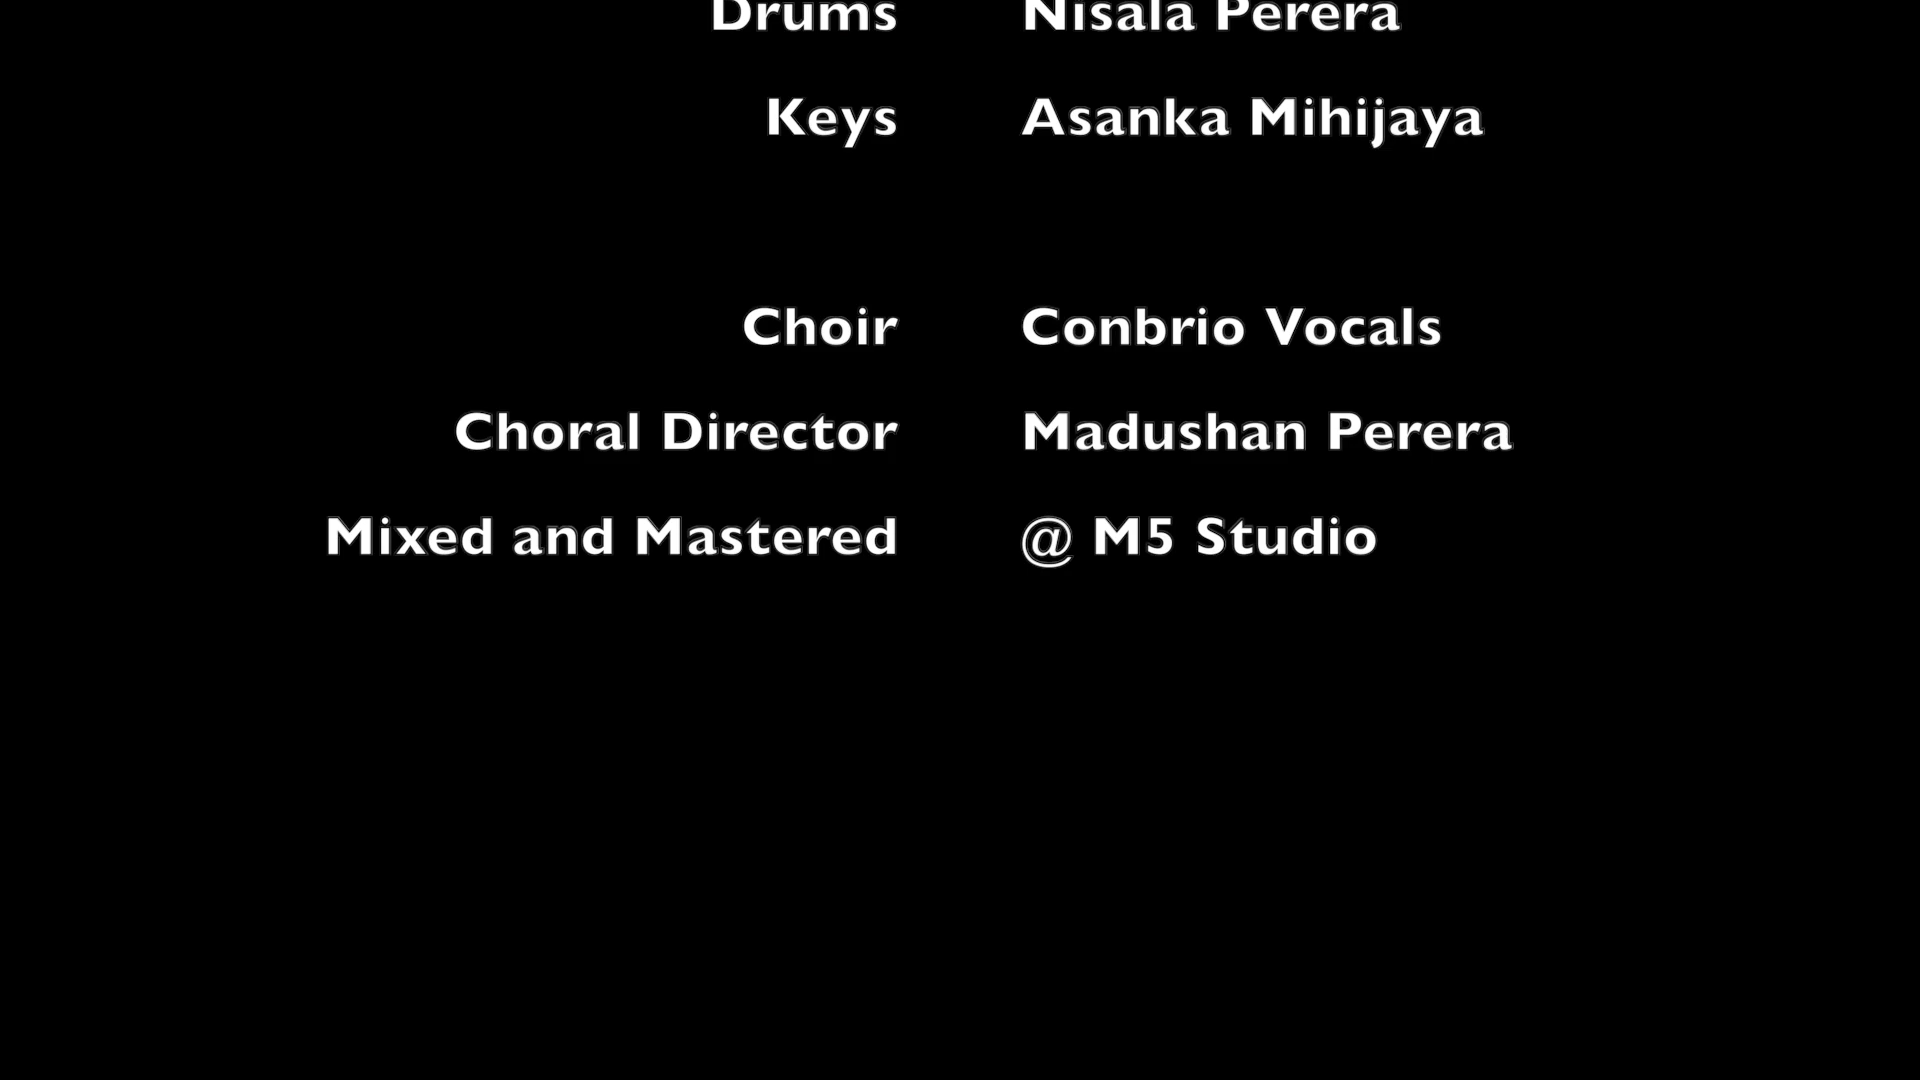 Drums Nisala Perera
Keys Asanka Mihijaya
Choir Conbrio Vocals
Choral Director Madushan Perera
Mixed and Mastered @ M5 Studio